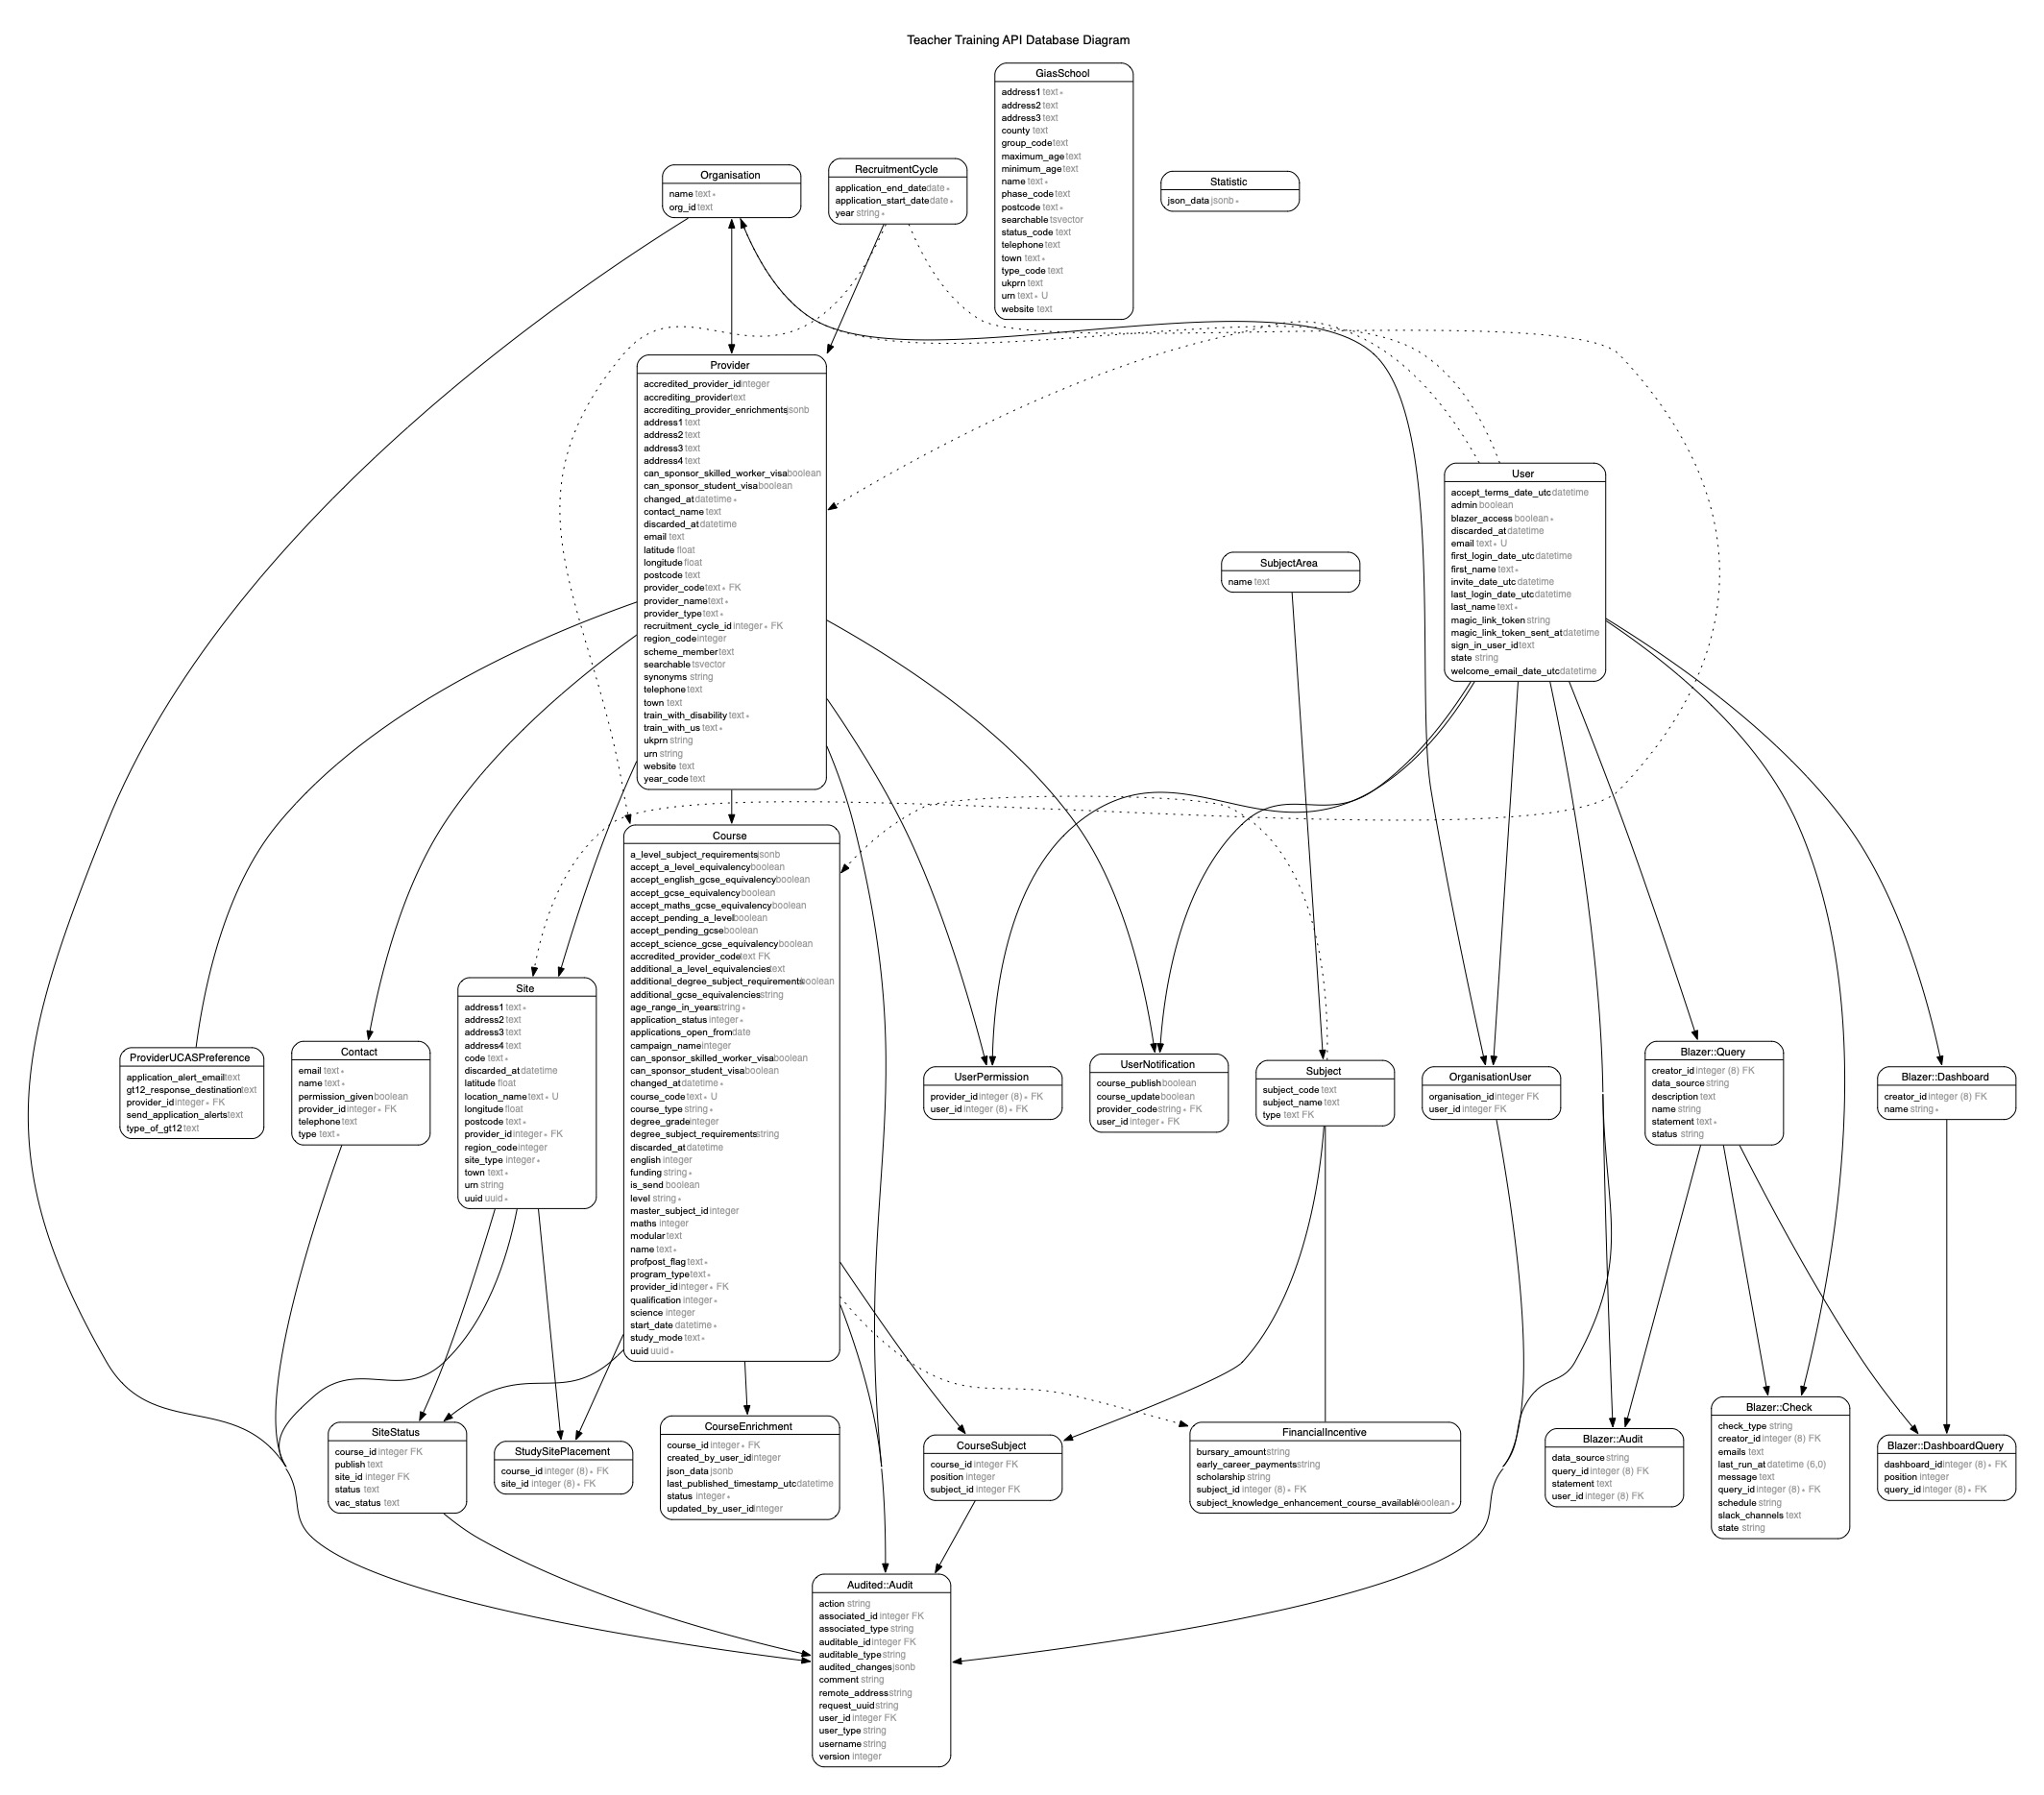 Teacher Training API Database Diagram
GiasSchool
address1 text ∗
address2 text
address3 text
county text
group_code text
maximum_age text
minimum_age text
name text ∗
phase_code text
postcode text ∗
searchable tsvector
status_code text
telephone text
town text ∗
type_code text
ukprn text
urn text ∗ U
website text
Organisation
name text ∗
org_id text
RecruitmentCycle
application_end_date date ∗
application_start_date date ∗
year string ∗
Statistic
json_data jsonb ∗
Provider
accredited_provider_id integer
accrediting_provider text
accrediting_provider_enrichments jsonb
address1 text
address2 text
address3 text
address4 text
can_sponsor_skilled_worker_visa boolean
can_sponsor_student_visa boolean
changed_at datetime ∗
contact_name text
discarded_at datetime
email text
latitude float
longitude float
postcode text
provider_code text ∗ FK
provider_name text ∗
provider_type text ∗
recruitment_cycle_id integer ∗ FK
region_code integer
scheme_member text
searchable tsvector
synonyms string
telephone text
town text
train_with_disability text ∗
train_with_us text ∗
ukprn string
urn string
website text
year_code text
User
accept_terms_date_utc datetime
admin boolean
blazer_access boolean ∗
discarded_at datetime
email text ∗ U
first_login_date_utc datetime
first_name text ∗
invite_date_utc datetime
last_login_date_utc datetime
last_name text ∗
magic_link_token string
magic_link_token_sent_at datetime
sign_in_user_id text
state string
welcome_email_date_utc datetime
SubjectArea
name text
Course
a_level_subject_requirements jsonb
accept_a_level_equivalency boolean
accept_english_gcse_equivalency boolean
accept_gcse_equivalency boolean
accept_maths_gcse_equivalency boolean
accept_pending_a_level boolean
accept_pending_gcse boolean
accept_science_gcse_equivalency boolean
accredited_provider_code text FK
additional_a_level_equivalencies text
additional_degree_subject_requirements boolean
additional_gcse_equivalencies string
age_range_in_years string ∗
application_status integer ∗
applications_open_from date
campaign_name integer
can_sponsor_skilled_worker_visa boolean
can_sponsor_student_visa boolean
changed_at datetime ∗
course_code text ∗ U
course_type string ∗
degree_grade integer
degree_subject_requirements string
discarded_at datetime
english integer
funding string ∗
is_send boolean
level string ∗
master_subject_id integer
maths integer
modular text
name text ∗
profpost_flag text ∗
program_type text ∗
provider_id integer ∗ FK
qualification integer ∗
science integer
start_date datetime ∗
study_mode text ∗
uuid uuid ∗
Site
address1 text ∗
address2 text
address3 text
address4 text
code text ∗
discarded_at datetime
latitude float
location_name text ∗ U
longitude float
postcode text ∗
provider_id integer ∗ FK
region_code integer
site_type integer ∗
town text ∗
urn string
uuid uuid ∗
ProviderUCASPreference
application_alert_email text
gt12_response_destination text
provider_id integer ∗ FK
send_application_alerts text
type_of_gt12 text
Contact
email text ∗
name text ∗
permission_given boolean
provider_id integer ∗ FK
telephone text
type text ∗
UserPermission
provider_id integer (8) ∗ FK
user_id integer (8) ∗ FK
UserNotification
course_publish boolean
course_update boolean
provider_code string ∗ FK
user_id integer ∗ FK
Subject
subject_code text
subject_name text
type text FK
OrganisationUser
organisation_id integer FK
user_id integer FK
Blazer::Query
creator_id integer (8) FK
data_source string
description text
name string
statement text ∗
status string
Blazer::Dashboard
creator_id integer (8) FK
name string ∗
SiteStatus
course_id integer FK
publish text
site_id integer FK
status text
vac_status text
StudySitePlacement
course_id integer (8) ∗ FK
site_id integer (8) ∗ FK
CourseEnrichment
course_id integer ∗ FK
created_by_user_id integer
json_data jsonb
last_published_timestamp_utc datetime
status integer ∗
updated_by_user_id integer
CourseSubject
course_id integer FK
position integer
subject_id integer FK
FinancialIncentive
bursary_amount string
early_career_payments string
scholarship string
subject_id integer (8) ∗ FK
subject_knowledge_enhancement_course_available boolean ∗
Blazer::Audit
data_source string
query_id integer (8) FK
statement text
user_id integer (8) FK
Blazer::Check
check_type string
creator_id integer (8) FK
emails text
last_run_at datetime (6,0)
message text
query_id integer (8) ∗ FK
schedule string
slack_channels text
state string
Blazer::DashboardQuery
dashboard_id integer (8) ∗ FK
position integer
query_id integer (8) ∗ FK
Audited::Audit
action string
associated_id integer FK
associated_type string
auditable_id integer FK
auditable_type string
audited_changes jsonb
comment string
remote_address string
request_uuid string
user_id integer FK
user_type string
username string
version integer